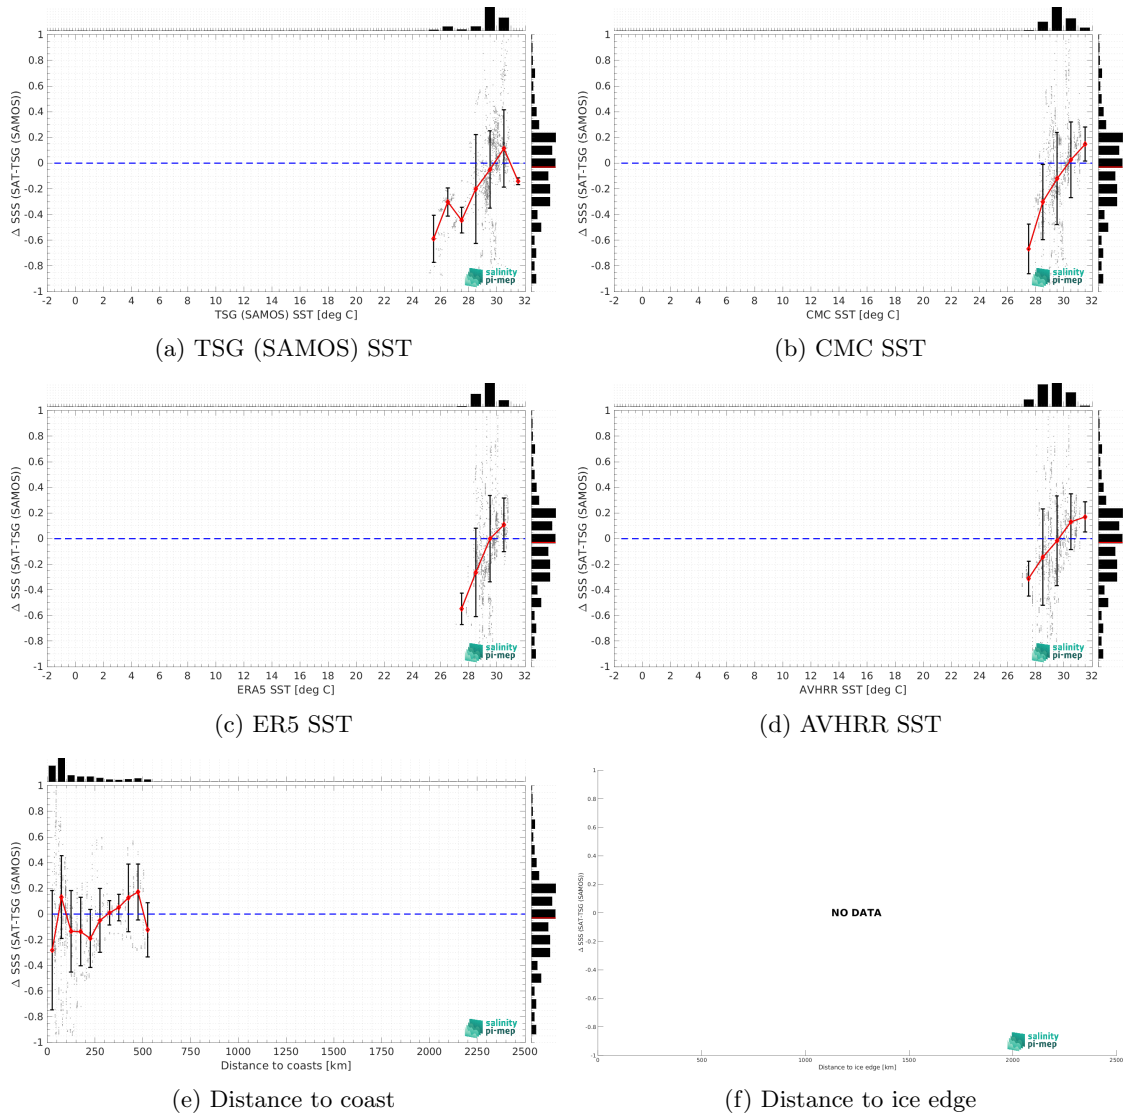 1
0.8
0.6
0.4
0.2
0
-0.2
-0.4
-0.6
-0.8
-1
Δ SSS (SAT-TSG (SAMOS))
salinity
pi-mep
-2 0 2 4 6 8 10 12 14 16 18 20 22 24 26 28 30 32
TSG (SAMOS) SST [deg C]
(a) TSG (SAMOS) SST
1
0.8
0.6
0.4
0.2
0
-0.2
-0.4
-0.6
-0.8
-1
Δ SSS (SAT-TSG (SAMOS))
salinity
pi-mep
-2 0 2 4 6 8 10 12 14 16 18 20 22 24 26 28 30 32
CMC SST [deg C]
(b) CMC SST
1
0.8
0.6
0.4
0.2
0
-0.2
-0.4
-0.6
-0.8
-1
Δ SSS (SAT-TSG (SAMOS))
salinity
pi-mep
-2 0 2 4 6 8 10 12 14 16 18 20 22 24 26 28 30 32
ERA5 SST [deg C]
(c) ER5 SST
1
0.8
0.6
0.4
0.2
0
-0.2
-0.4
-0.6
-0.8
-1
Δ SSS (SAT-TSG (SAMOS))
salinity
pi-mep
-2 0 2 4 6 8 10 12 14 16 18 20 22 24 26 28 30 32
AVHRR SST [deg C]
(d) AVHRR SST
1
0.8
0.6
0.4
0.2
0
-0.2
-0.4
-0.6
-0.8
-1
Δ SSS (SAT-TSG (SAMOS))
salinity
pi-mep
0 250 500 750 1000 1250 1500 1750 2000 2250 2500
Distance to coasts [km]
(e) Distance to coast
1
0.8
0.6
0.4
0.2
0
-0.2
-0.4
-0.6
-0.8
-1
Δ SSS (SAT-TSG (SAMOS))
NO DATA
salinity
pi-mep
0 500 1000 1500 2000 2500
Distance to ice edge [km]
(f) Distance to ice edge